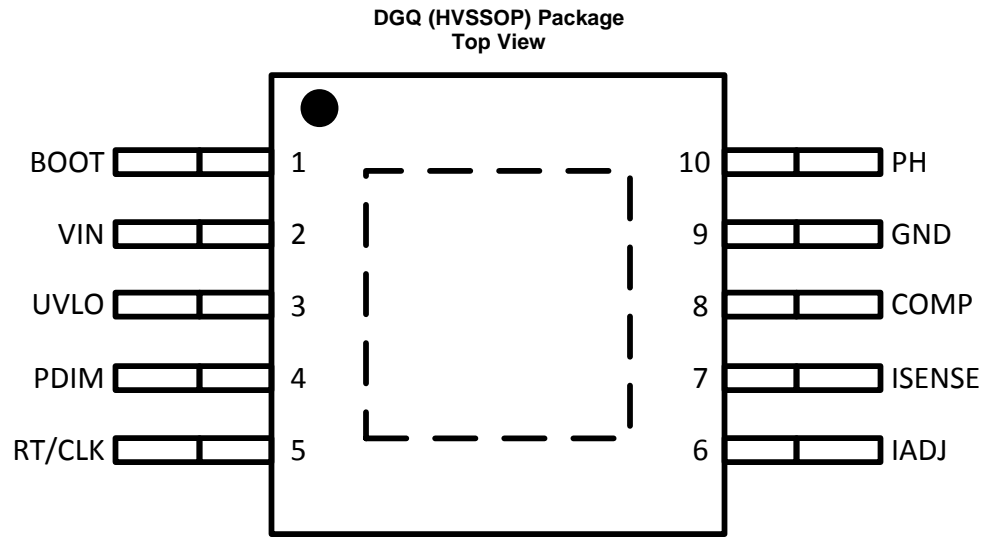 DGQ (HVSSOP) Package
Top View
BOOT 1 10 PH
VIN 2 9 GND
UVLO 3 8 COMP
PDIM 4 7 ISENSE
RT/CLK 5 6 IADJ